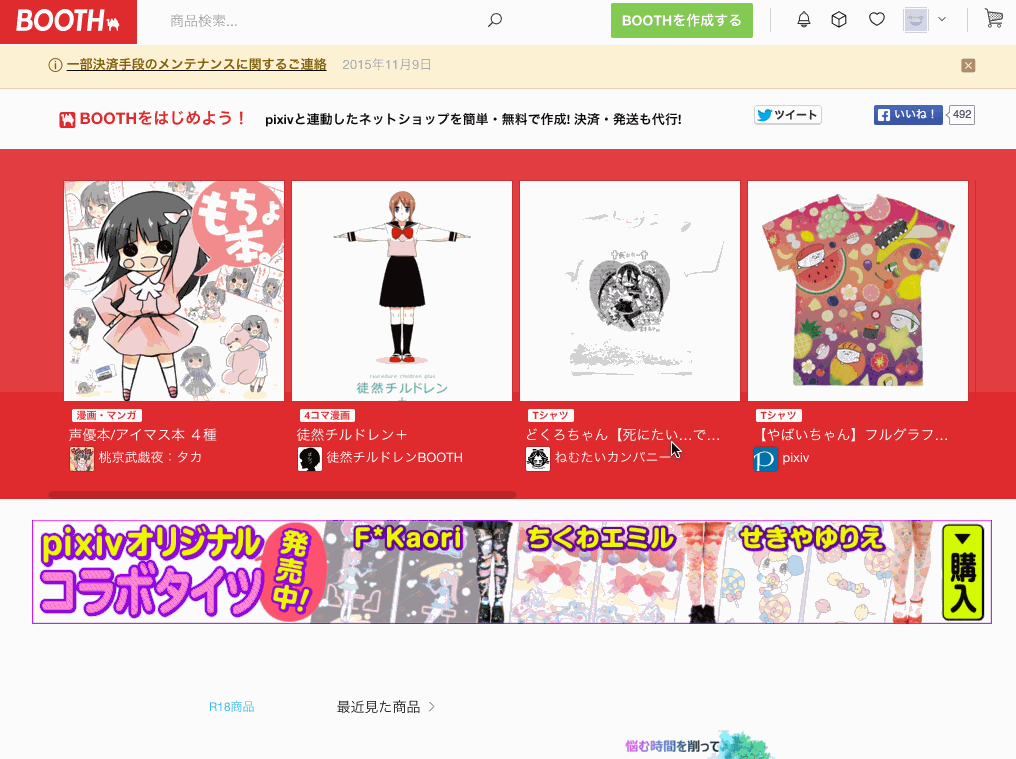 BOOTH
商品検索...
BOOTHを作成する
一部決済手段のメンテナンスに関するご連絡 2015年11月9日
BOOTHをはじめよう！
pixivと連動したネットショップを簡単・無料で作成! 決済・発送も代行!
ツイート
いいね！ 492
もちょ本。
徒然チルドレン
漫画・マンガ
声優本/アイマス本 ４種
桃京武戯夜：タカ
4コマ漫画
徒然チルドレン＋
徒然チルドレンBOOTH
Tシャツ
どくろちゃん【死にたい...で...
ねむたいカンパニー
Tシャツ
【やばいちゃん】フルグラフ...
pixiv
pixivオリジナル
コラボタイツ
発売中!
F*Kaori
ちくわエミル
せきやゆりえ
購入
R18商品
最近見た商品
悩む時間を削って